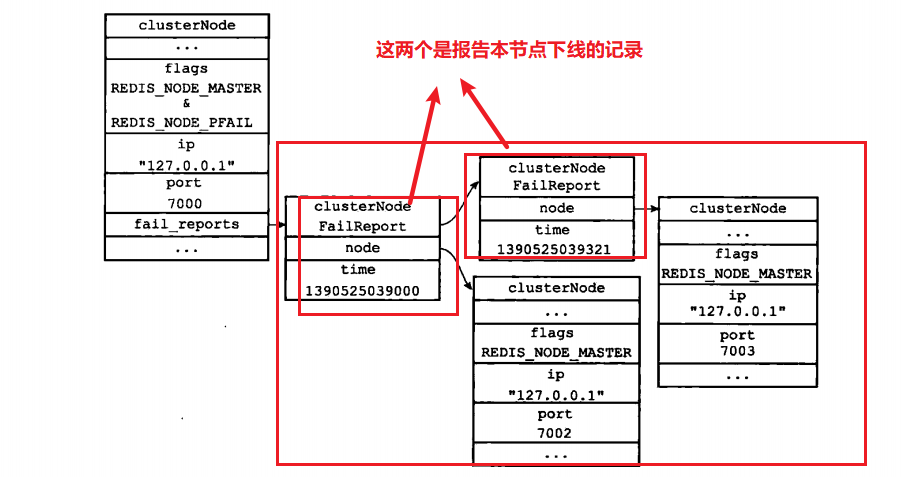 clusterNode
...
flags
REDIS_NODE_MASTER
&
REDIS_NODE_PFAIL
ip
"127.0.0.1"
port
7000
fail_reports
...
这两个是报告本节点下线的记录
clusterNode
FailReport
node
time
1390525039000
clusterNode
FailReport
node
time
1390525039321
clusterNode
...
flags
REDIS_NODE_MASTER
ip
"127.0.0.1"
port
7002
...
clusterNode
...
flags
REDIS_NODE_MASTER
ip
"127.0.0.1"
port
7003
...